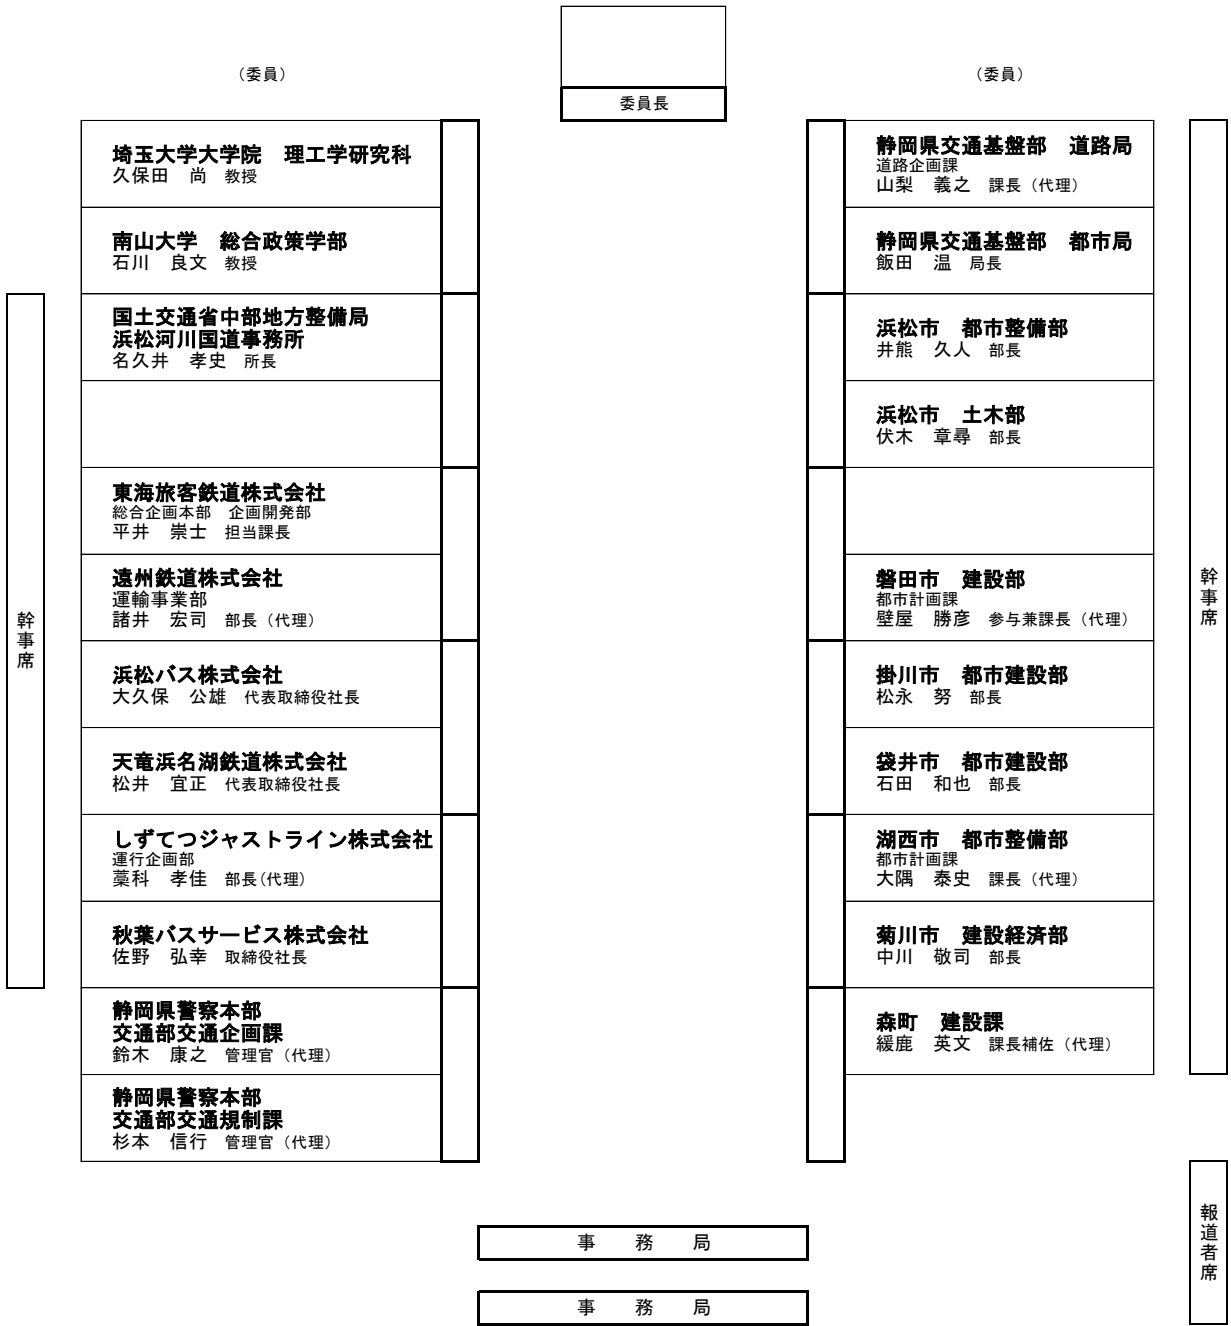 委員長
（委員）
埼玉大学大学院　理工学研究科
久保田　尚　教授
南山大学　総合政策学部
石川　良文　教授
国土交通省中部地方整備局
浜松河川国道事務所
名久井　孝史　所長
東海旅客鉄道株式会社
総合企画本部　企画開発部
平井　崇士　担当課長
遠州鉄道株式会社
運輸事業部
諸井　宏司　部長（代理）
浜松バス株式会社
大久保　公雄　代表取締役社長
天竜浜名湖鉄道株式会社
松井　宜正　代表取締役社長
しずてつジャストライン株式会社
運行企画部
藁科　孝佳　部長(代理)
秋葉バスサービス株式会社
佐野　弘幸　取締役社長
静岡県警察本部
交通部交通企画課
鈴木　康之　管理官（代理）
静岡県警察本部
交通部交通規制課
杉本　信行　管理官（代理）
幹事席
（委員）
静岡県交通基盤部　道路局
道路企画課
山梨　義之　課長（代理）
静岡県交通基盤部　都市局
飯田　温　局長
浜松市　都市整備部
井熊　久人　部長
浜松市　土木部
伏木　章尋　部長
磐田市　建設部
都市計画課
壁屋　勝彦　参与兼課長（代理）
掛川市　都市建設部
松永　努　部長
袋井市　都市建設部
石田　和也　部長
湖西市　都市整備部
都市計画課
大隅　泰史　課長（代理）
菊川市　建設経済部
中川　敬司　部長
森町　建設課
緩鹿　英文　課長補佐（代理）
幹事席
報道者席
事　務　局
事　務　局